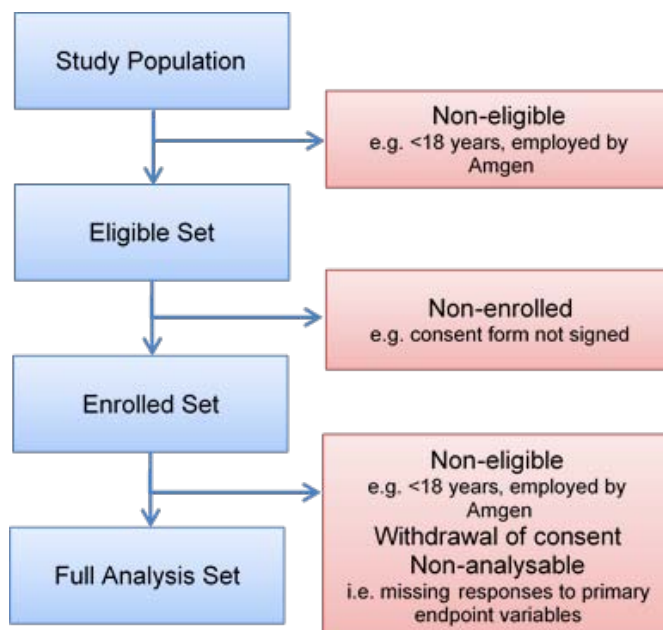 Study Population
Non-eligible
e.g. <18 years, employed by
Amgen
Eligible Set
Non-enrolled
e.g. consent form not signed
Enrolled Set
Non-eligible
e.g. <18 years, employed by
Amgen
Withdrawal of consent
Non-analysable
i.e. missing responses to primary
endpoint variables
Full Analysis Set